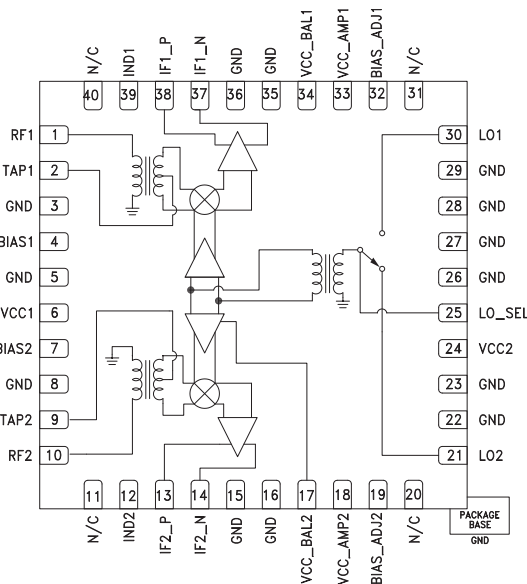 N/C
IND1
IF1_P
IF1_N
GND
GND
VCC_BAL1
VCC_AMP1
BIAS_ADJ1
N/C
40
39
38
37
36
35
34
33
32
31
RF1 1
TAP1 2
GND 3
BIAS1 4
GND 5
VCC1 6
BIAS2 7
GND 8
TAP2 9
RF2 10
30 LO1
29 GND
28 GND
27 GND
26 GND
25 LO_SEL
24 VCC2
23 GND
22 GND
21 LO2
11
12
13
14
15
16
17
18
19
20
N/C
IND2
IF2_P
IF2_N
GND
GND
VCC_BAL2
VCC_AMP2
BIAS_ADJ2
N/C
PACKAGE
BASE
GND